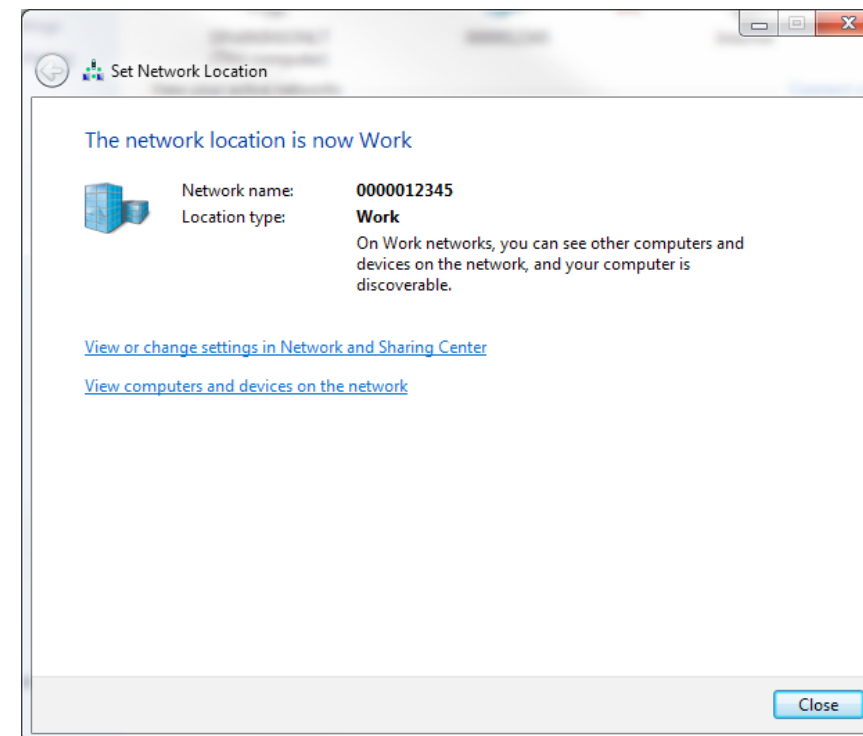 Set Network Location
The network location is now Work
Network name: 0000012345
Location type: Work
On Work networks, you can see other computers and
devices on the network, and your computer is
discoverable.
View or change settings in Network and Sharing Center
View computers and devices on the network
Close